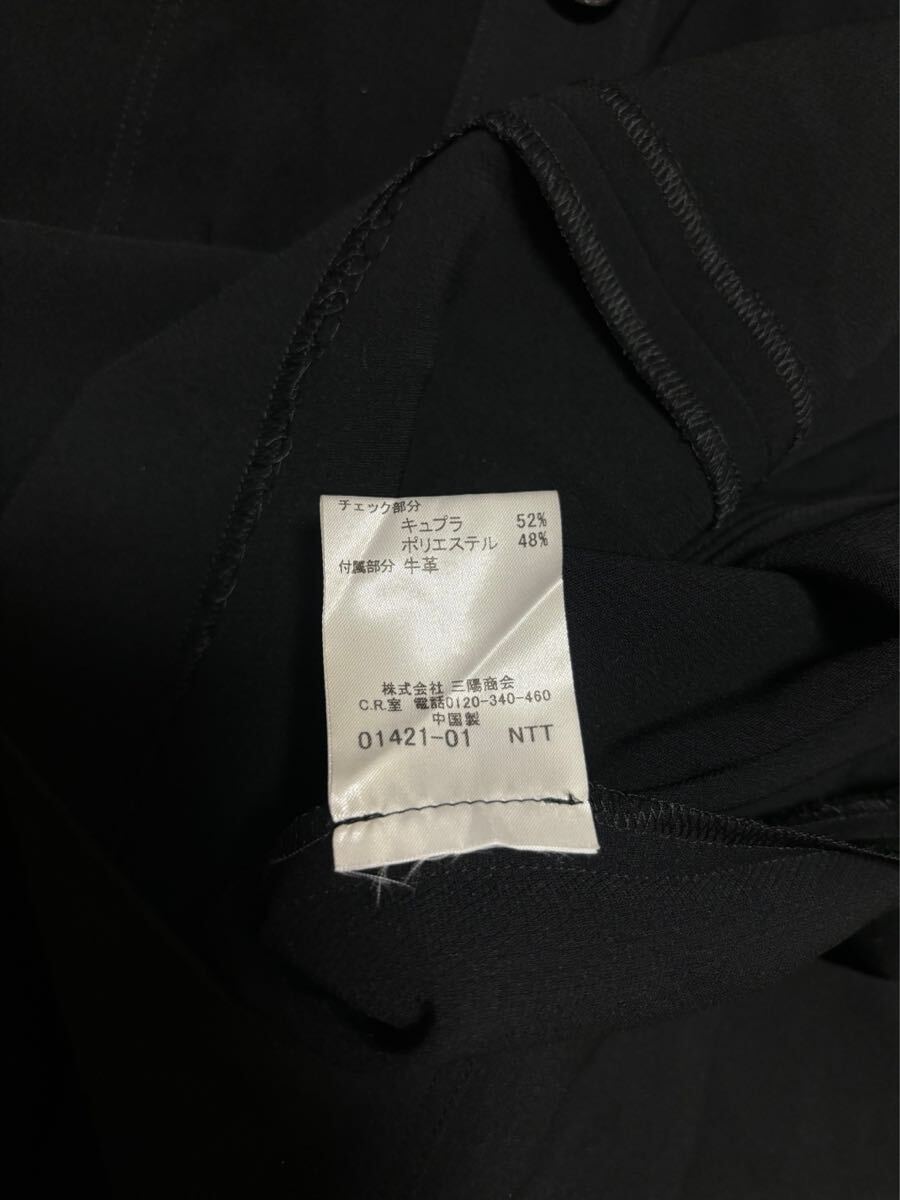 チェック部分
キュプラ 52%
ポリエステル 48%
付属部分 牛革
株式会社 三陽商会
C.R.室 電話0120-340-460
中国製
01421-01 NTT